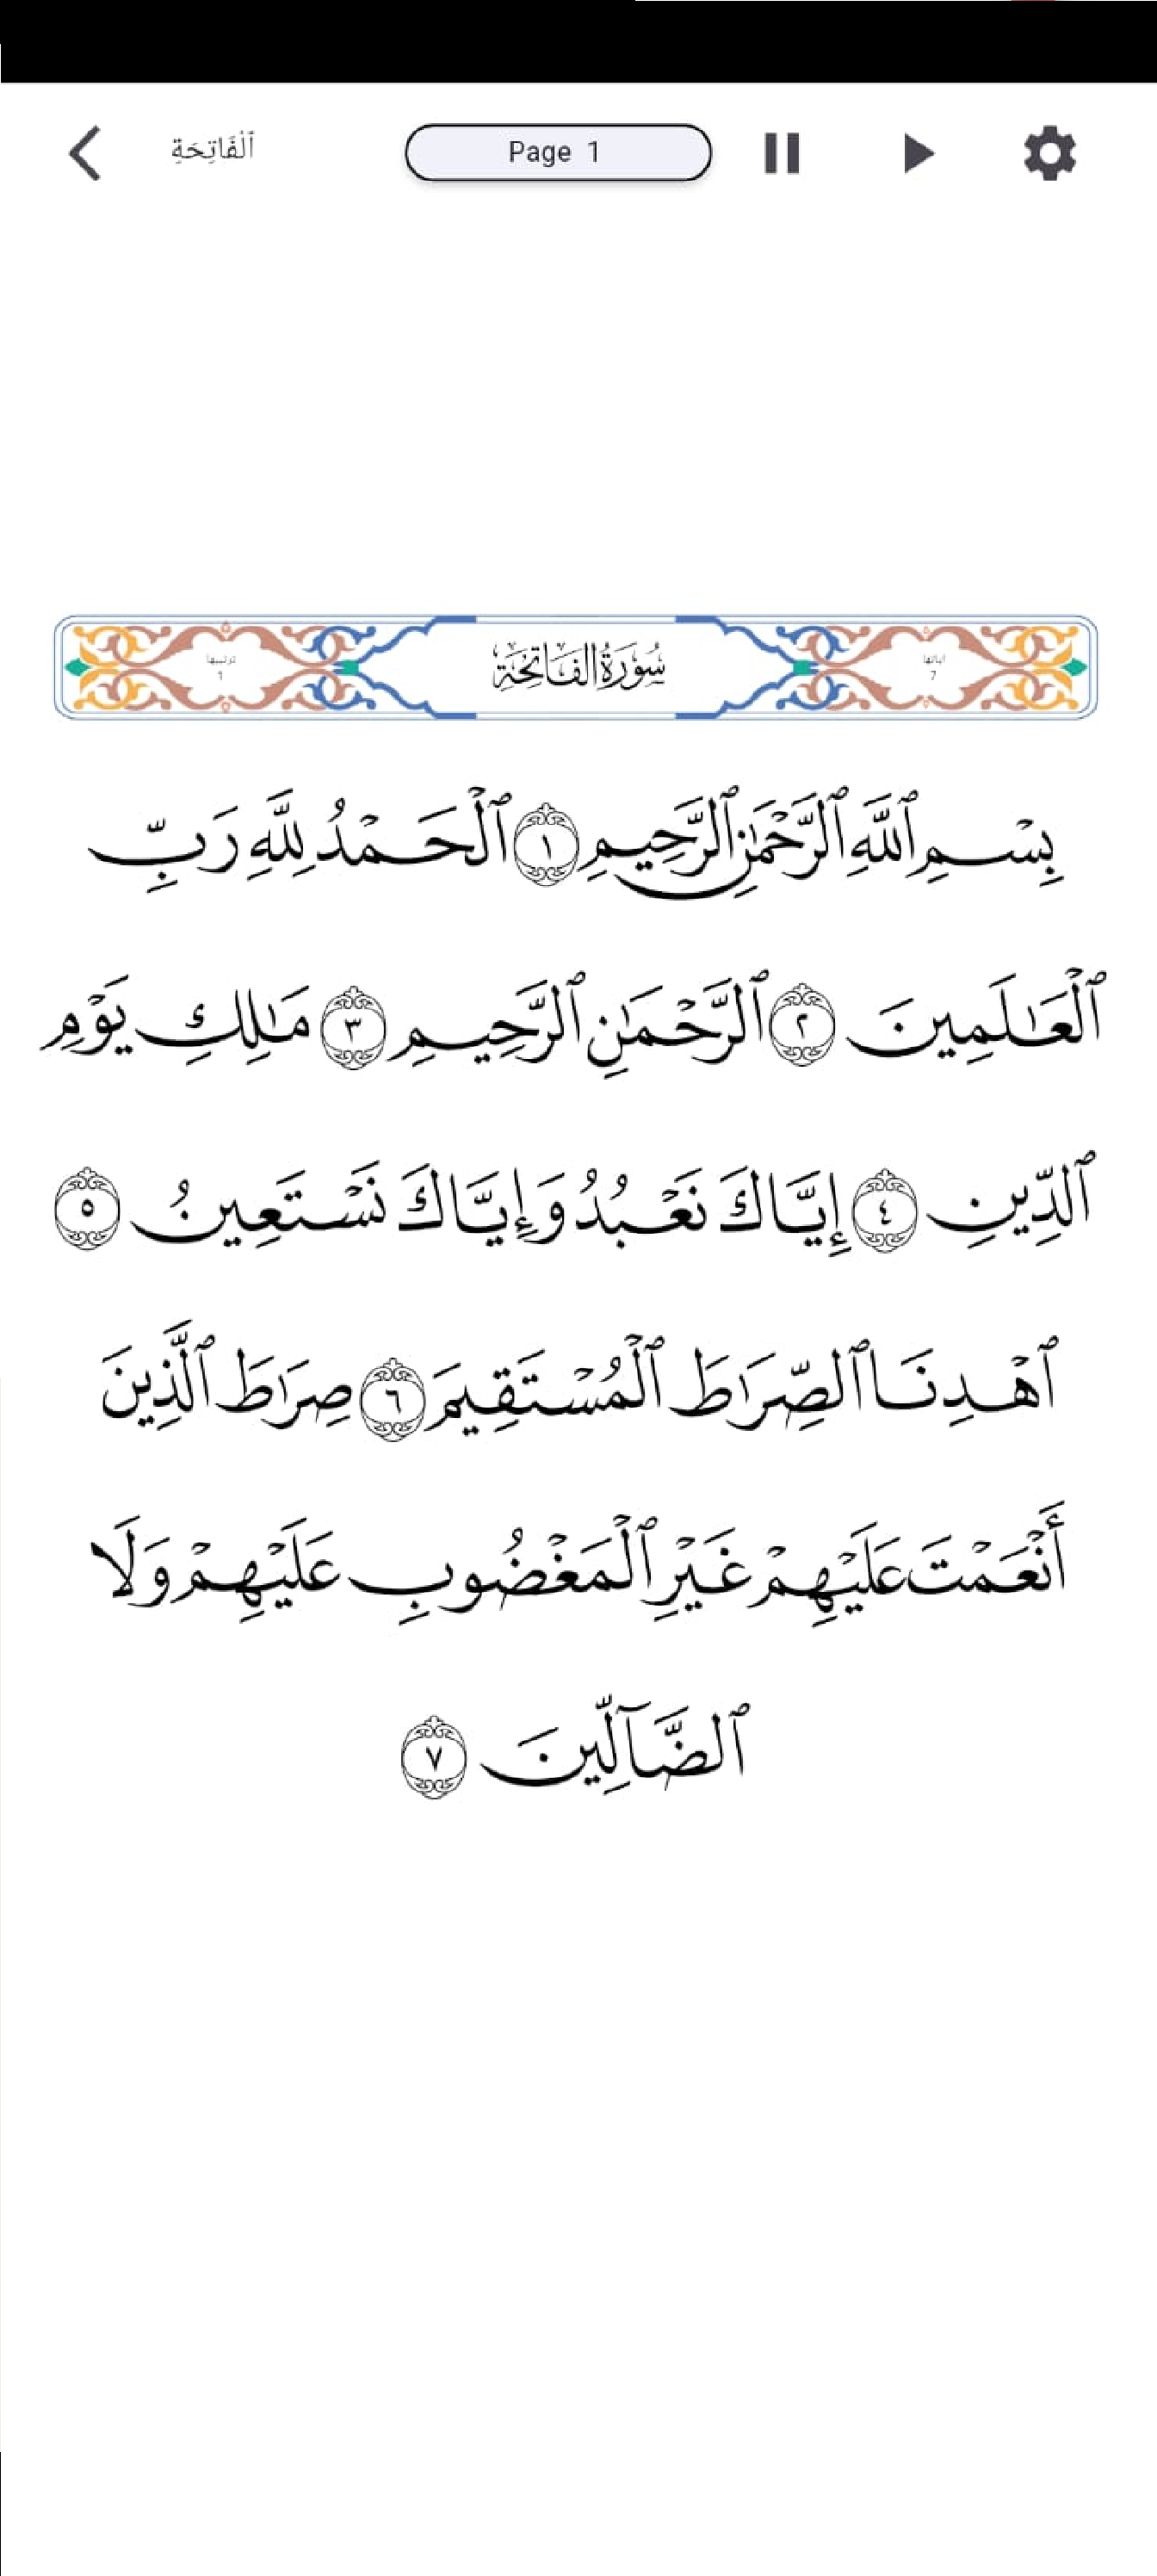 ٱلْفَاتِحَةِ Page 1
سُورَةُ الفَاتِحَة
اياتها 7
ترتيبها 1
بِسْمِ ٱللَّهِ ٱلرَّحْمَٰنِ ٱلرَّحِيمِ ١ ٱلْحَمْدُ لِلَّهِ رَبِّ
ٱلْعَٰلَمِينَ ٢ ٱلرَّحْمَٰنِ ٱلرَّحِيمِ ٣ مَٰلِكِ يَوْمِ
ٱلدِّينِ ٤ إِيَّاكَ نَعْبُدُ وَإِيَّاكَ نَسْتَعِينُ ٥
ٱهْدِنَا ٱلصِّرَٰطَ ٱلْمُسْتَقِيمَ ٦ صِرَٰطَ ٱلَّذِينَ
أَنْعَمْتَ عَلَيْهِمْ غَيْرِ ٱلْمَغْضُوبِ عَلَيْهِمْ وَلَا
ٱلضَّآلِّينَ ٧